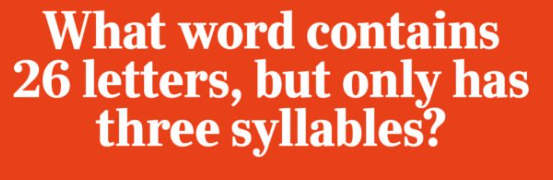 What word contains
26 letters, but only has
three syllables?